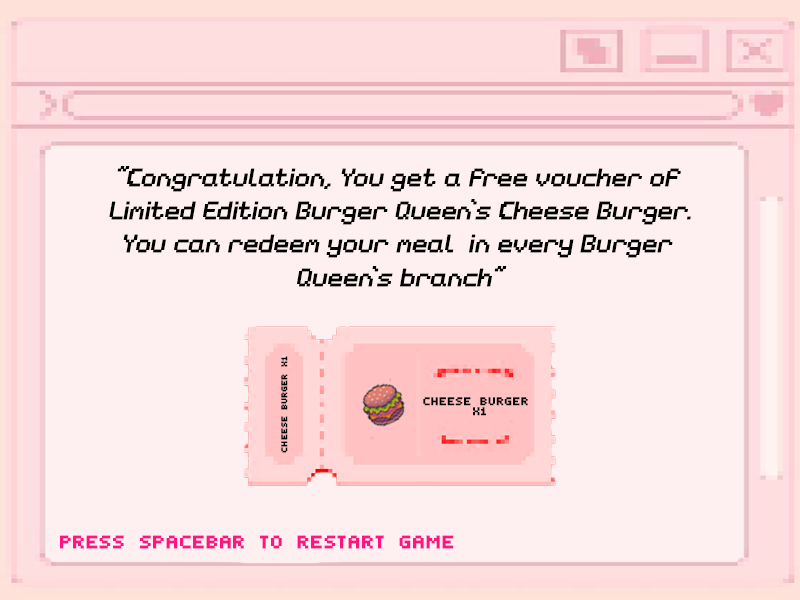 "Congratulation, You get a free voucher of
Limited Edition Burger Queen's Cheese Burger.
You can redeem your meal in every Burger
Queen's branch"
CHEESE BURGER X1
CHEESE BURGER
X1
PRESS SPACEBAR TO RESTART GAME